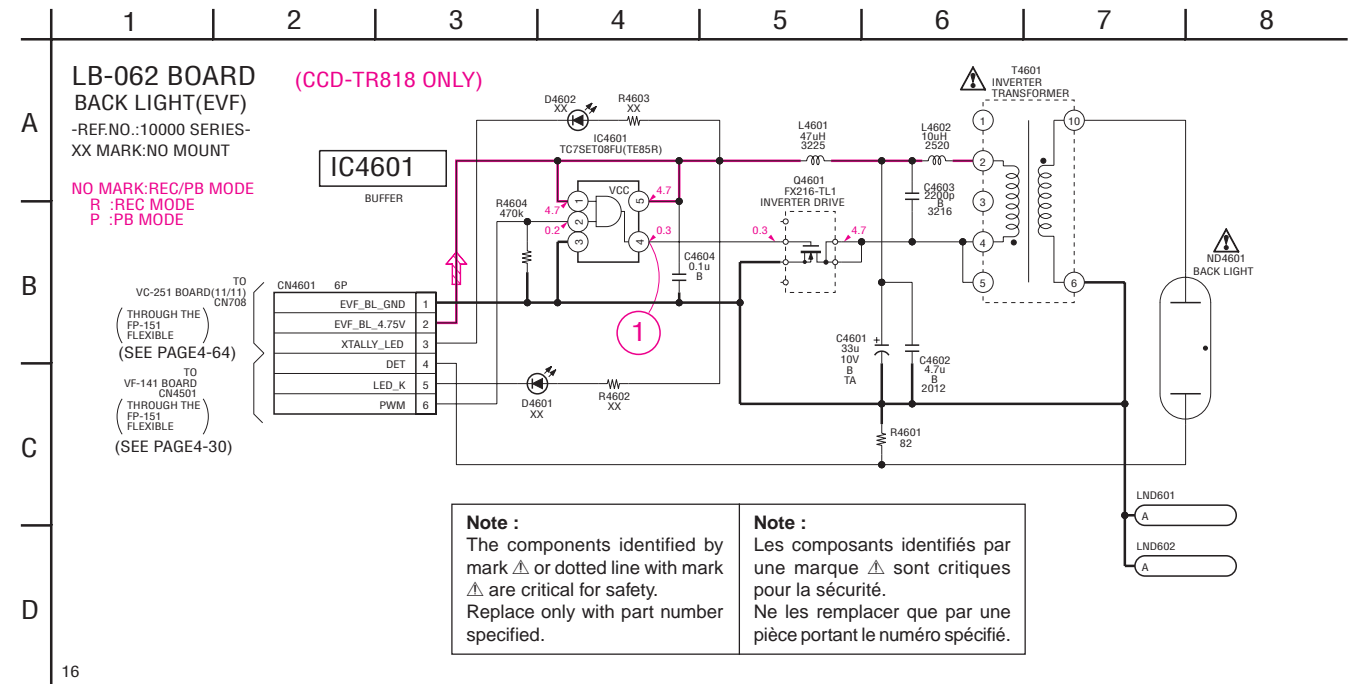 1 2 3 4 5 6 7 8
A
B
C
D
LB-062 BOARD
(CCD-TR818 ONLY)
BACK LIGHT(EVF)
-REF.NO.:10000 SERIES-
XX MARK:NO MOUNT
NO MARK:REC/PB MODE
R :REC MODE
P :PB MODE
IC4601
BUFFER
D4602
XX
R4603
XX
IC4601
TC7SET08FU(TE85R)
VCC
1
2
3
5
4
4.7
0.2
4.7
0.3
R4604
470k
C4604
0.1u
B
1
L4601
47uH
3225
Q4601
FX216-TL1
INVERTER DRIVE
0.3
4.7
L4602
10uH
2520
C4603
2200p
B
3216
T4601
INVERTER
TRANSFORMER
1
2
3
4
5
10
6
ND4601
BACK LIGHT
TO
VC-251 BOARD(11/11)
CN708
THROUGH THE
FP-151
FLEXIBLE
(SEE PAGE4-64)
TO
VF-141 BOARD
CN4501
THROUGH THE
FP-151
FLEXIBLE
(SEE PAGE4-30)
CN4601 6P
EVF_BL_GND 1
EVF_BL_4.75V 2
XTALLY_LED 3
DET 4
LED_K 5
PWM 6
D4601
XX
R4602
XX
C4601
33u
10V
B
TA
+
C4602
4.7u
B
2012
R4601
82
LND601
A
LND602
A
Note :
The components identified by
mark ⚠ or dotted line with mark
⚠ are critical for safety.
Replace only with part number
specified.
Note :
Les composants identifiés par
une marque ⚠ sont critiques
pour la sécurité.
Ne les remplacer que par une
pièce portant le numéro spécifié.
16